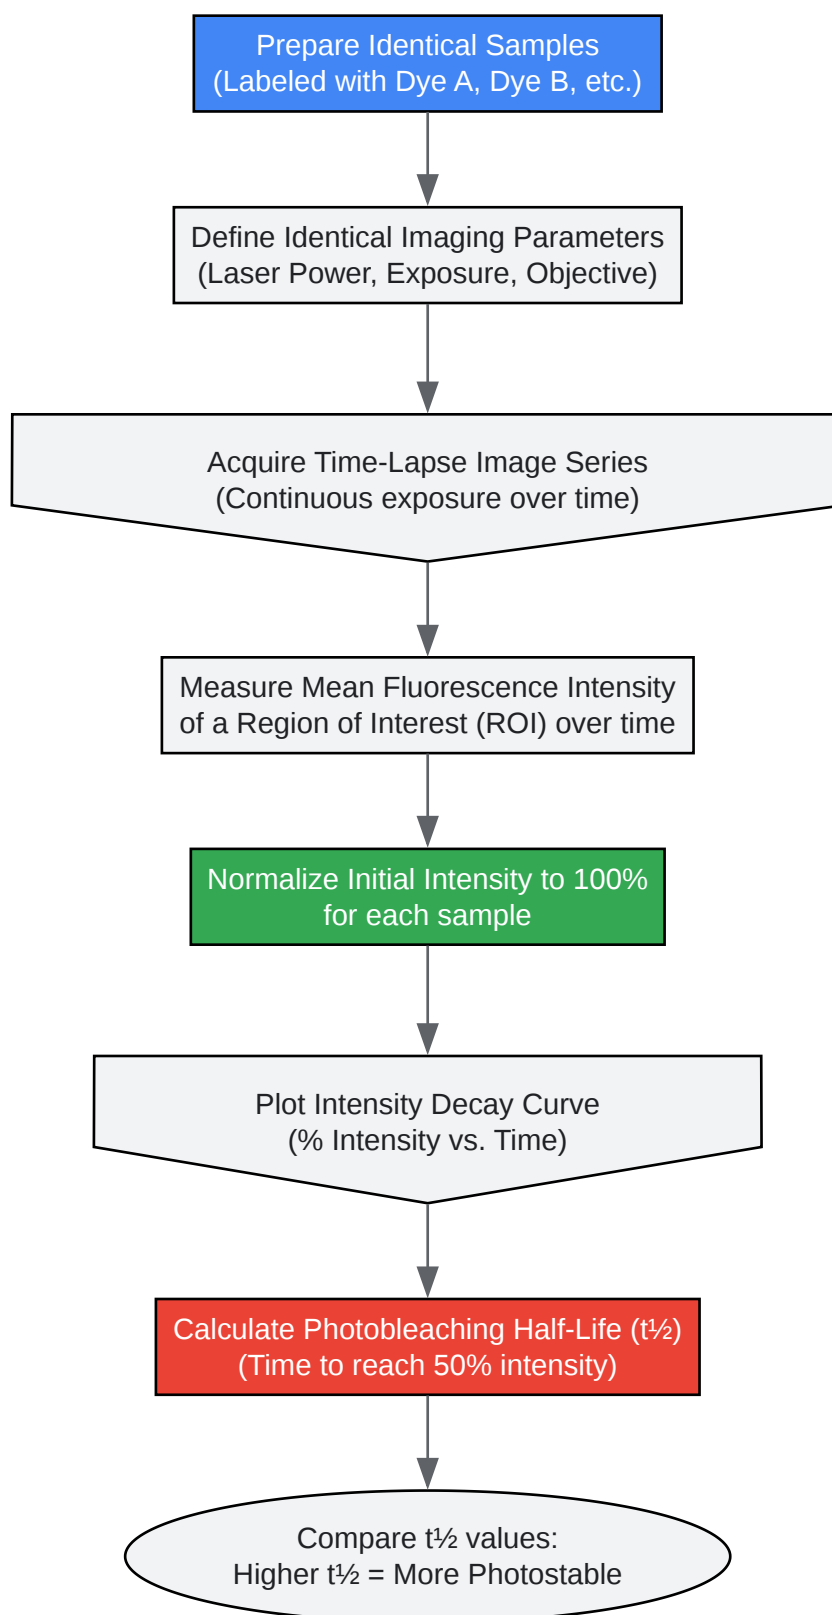 Prepare Identical Samples
(Labeled with Dye A, Dye B, etc.)
Define Identical Imaging Parameters
(Laser Power, Exposure, Objective)
Acquire Time-Lapse Image Series
(Continuous exposure over time)
Measure Mean Fluorescence Intensity
of a Region of Interest (ROI) over time
Normalize Initial Intensity to 100%
for each sample
Plot Intensity Decay Curve
(% Intensity vs. Time)
Calculate Photobleaching Half-Life (t½)
(Time to reach 50% intensity)
Compare t½ values:
Higher t½ = More Photostable